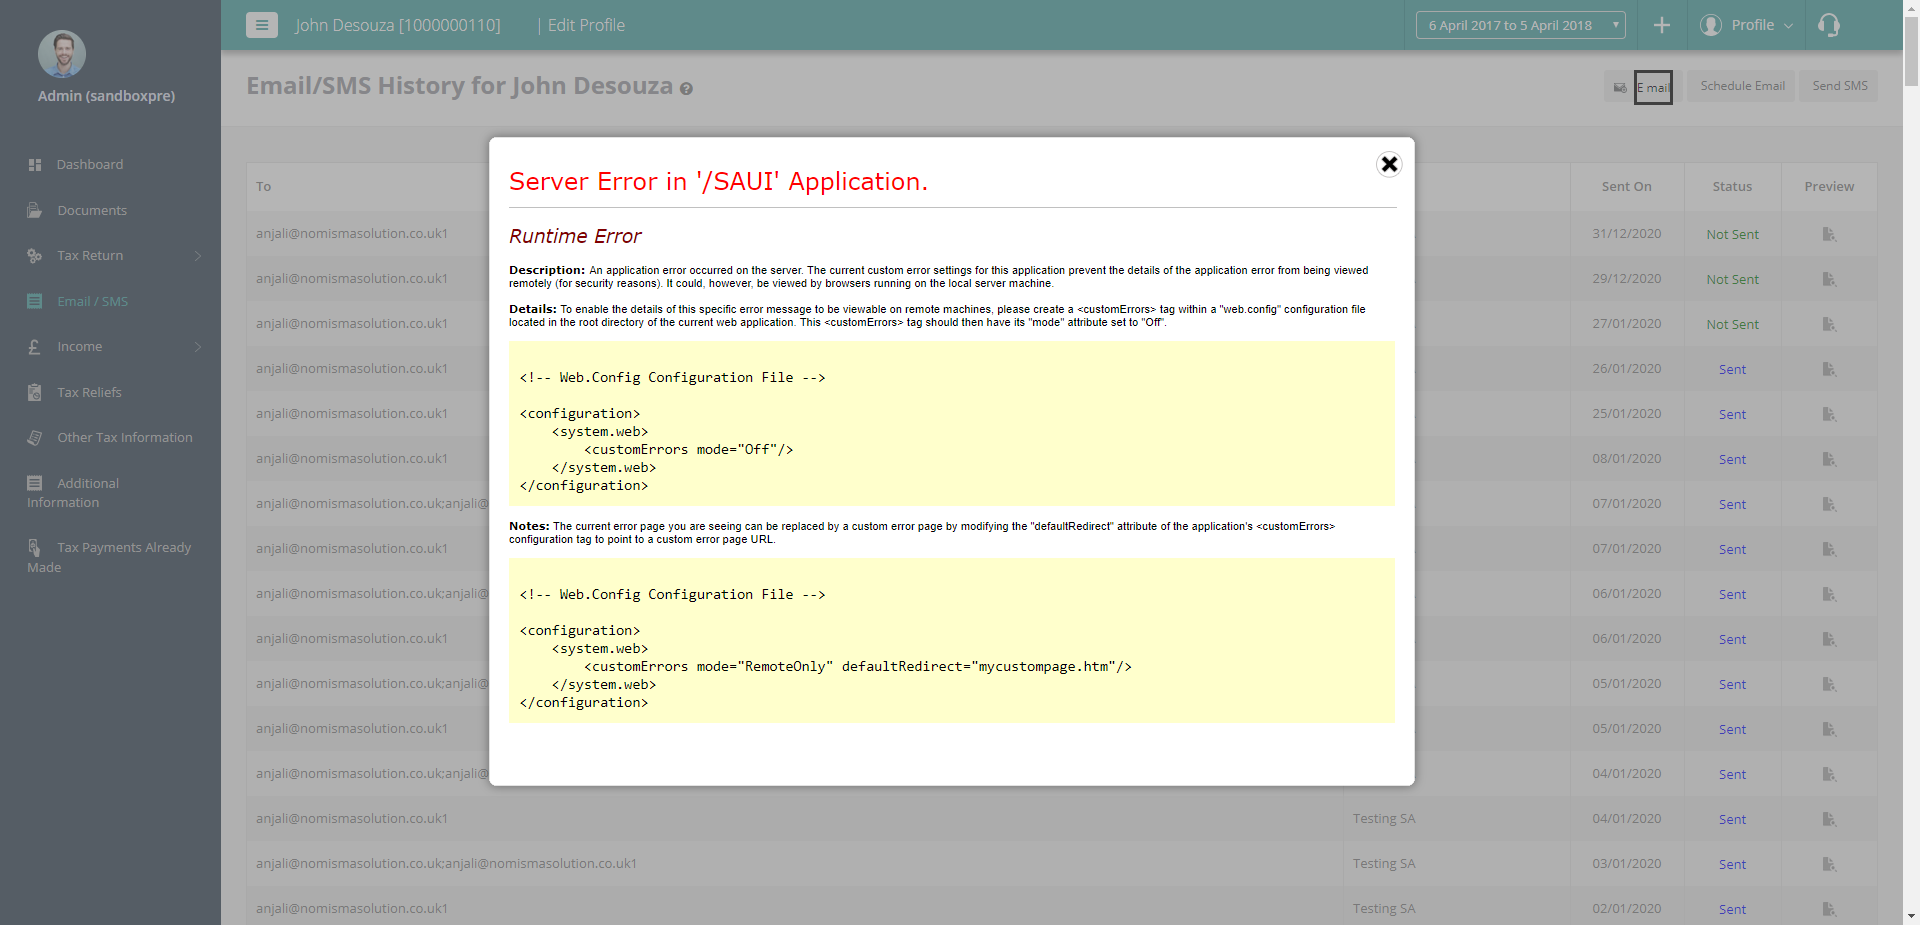 John Desouza [1000000110] | Edit Profile
6 April 2017 to 5 April 2018
Profile
Admin (sandboxpre)
Dashboard
Documents
Tax Return
Email / SMS
Income
Tax Reliefs
Other Tax Information
Additional
Information
Tax Payments Already
Made
Email/SMS History for John Desouza
E mail
Schedule Email
Send SMS
Server Error in '/SAUI' Application.
Runtime Error
Description: An application error occurred on the server. The current custom error settings for this application prevent the details of the application error from being viewed
remotely (for security reasons). It could, however, be viewed by browsers running on the local server machine.
Details: To enable the details of this specific error message to be viewable on remote machines, please create a <customErrors> tag within a "web.config" configuration file
located in the root directory of the current web application. This <customErrors> tag should then have its "mode" attribute set to "Off".
<!-- Web.Config Configuration File -->
<configuration>
<system.web>
<customErrors mode="Off"/>
</system.web>
</configuration>
Notes: The current error page you are seeing can be replaced by a custom error page by modifying the "defaultRedirect" attribute of the application's <customErrors>
configuration tag to point to a custom error page URL.
<!-- Web.Config Configuration File -->
<configuration>
<system.web>
<customErrors mode="RemoteOnly" defaultRedirect="mycustompage.htm"/>
</system.web>
</configuration>
To Sent On Status Preview
anjali@nomismasolution.co.uk1 31/12/2020 Not Sent
anjali@nomismasolution.co.uk1 29/12/2020 Not Sent
anjali@nomismasolution.co.uk1 27/01/2020 Not Sent
anjali@nomismasolution.co.uk1 26/01/2020 Sent
anjali@nomismasolution.co.uk1 25/01/2020 Sent
anjali@nomismasolution.co.uk1 08/01/2020 Sent
anjali@nomismasolution.co.uk;anjali@ 07/01/2020 Sent
anjali@nomismasolution.co.uk1 07/01/2020 Sent
anjali@nomismasolution.co.uk;anjali@ 06/01/2020 Sent
anjali@nomismasolution.co.uk1 06/01/2020 Sent
anjali@nomismasolution.co.uk;anjali@ 05/01/2020 Sent
anjali@nomismasolution.co.uk1 05/01/2020 Sent
anjali@nomismasolution.co.uk;anjali@ 04/01/2020 Sent
anjali@nomismasolution.co.uk1 Testing SA 04/01/2020 Sent
anjali@nomismasolution.co.uk;anjali@nomismasolution.co.uk1 Testing SA 03/01/2020 Sent
anjali@nomismasolution.co.uk1 Testing SA 02/01/2020 Sent